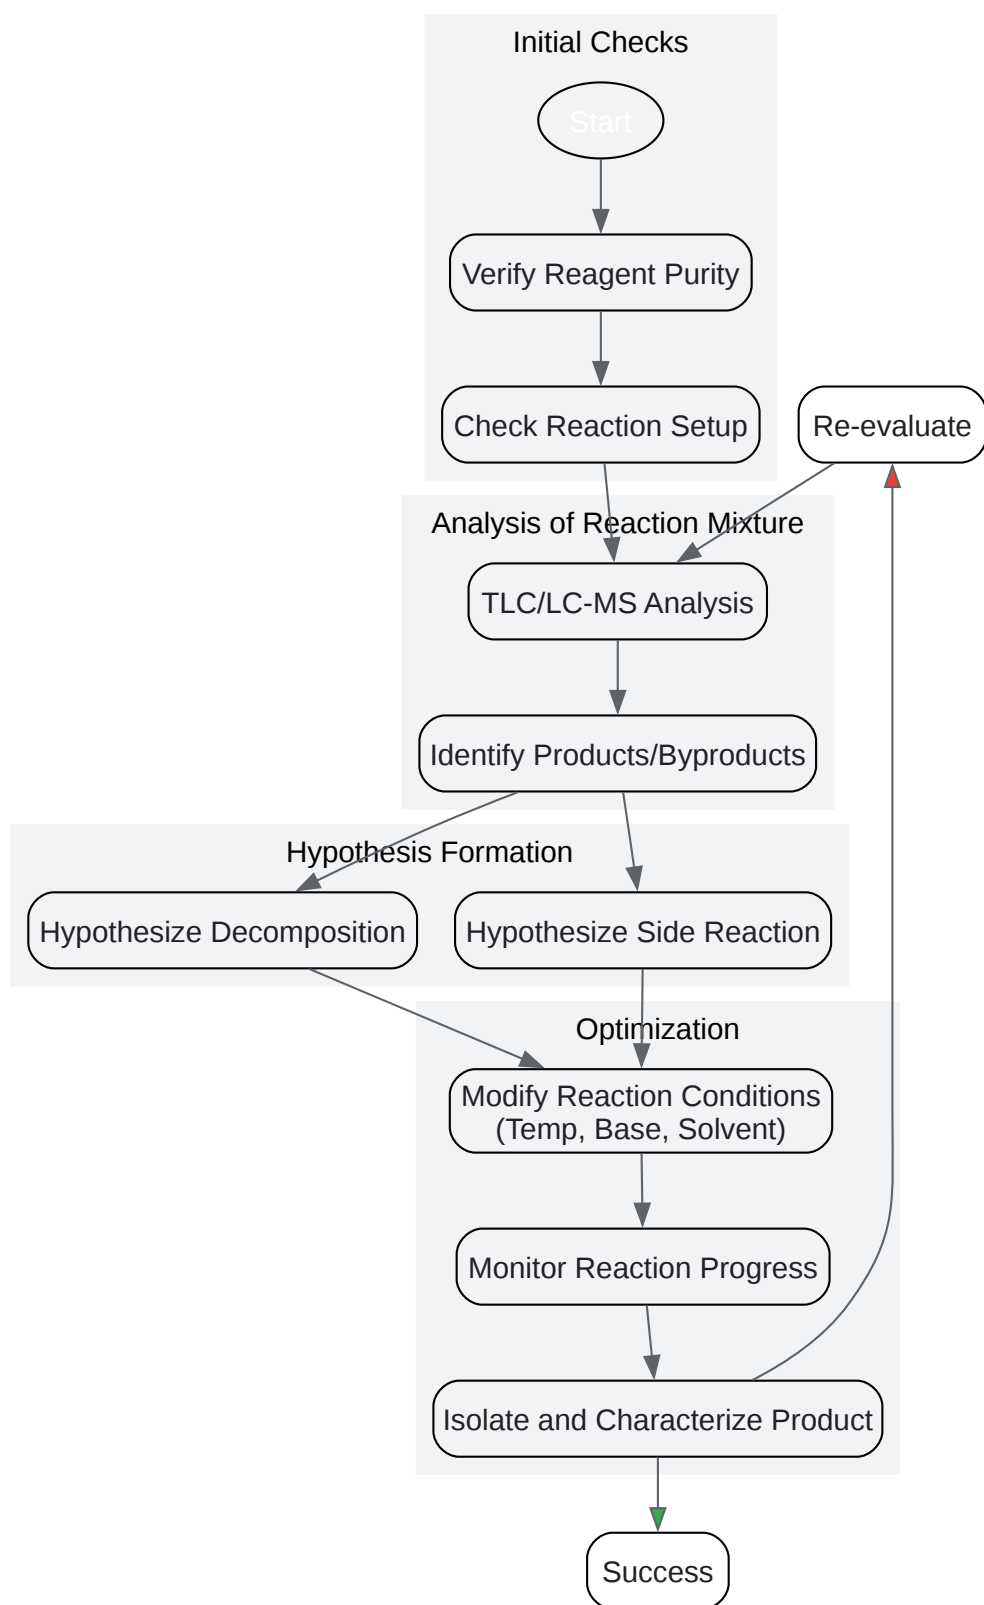 Initial Checks
Start
Verify Reagent Purity
Check Reaction Setup
Re-evaluate
Analysis of Reaction Mixture
TLC/LC-MS Analysis
Identify Products/Byproducts
Hypothesis Formation
Hypothesize Decomposition
Hypothesize Side Reaction
Optimization
Modify Reaction Conditions
(Temp, Base, Solvent)
Monitor Reaction Progress
Isolate and Characterize Product
Success